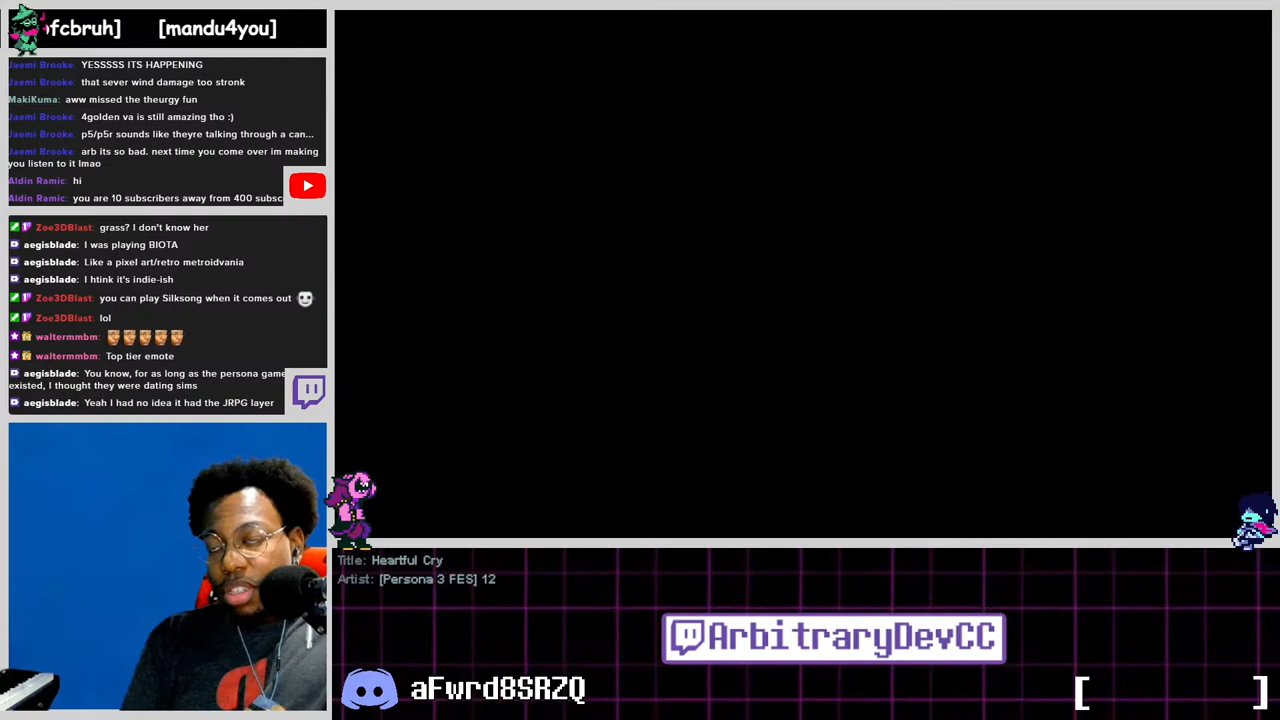 ofcbruh] [mandu4you]
Jaemi Brooke: YESSSSS ITS HAPPENING
Jaemi Brooke: that sever wind damage too stronk
MakiKuma: aww missed the theurgy fun
Jaemi Brooke: 4golden va is still amazing tho :)
Jaemi Brooke: p5/p5r sounds like theyre talking through a can...
Jaemi Brooke: arb its so bad. next time you come over im making
you listen to it lmao
Aldin Ramic: hi
Aldin Ramic: you are 10 subscribers away from 400 subsc
Zoe3DBlast: grass? I don't know her
aegisblade: I was playing BIOTA
aegisblade: Like a pixel art/retro metroidvania
aegisblade: I htink it's indie-ish
Zoe3DBlast: you can play Silksong when it comes out
Zoe3DBlast: lol
waltermmbm:
waltermmbm: Top tier emote
aegisblade: You know, for as long as the persona game
existed, I thought they were dating sims
aegisblade: Yeah I had no idea it had the JRPG layer
Title: Heartful Cry
Artist: [Persona 3 FES] 12
@ArbitraryDevCC
aFwrd8SRZQ
[ ]